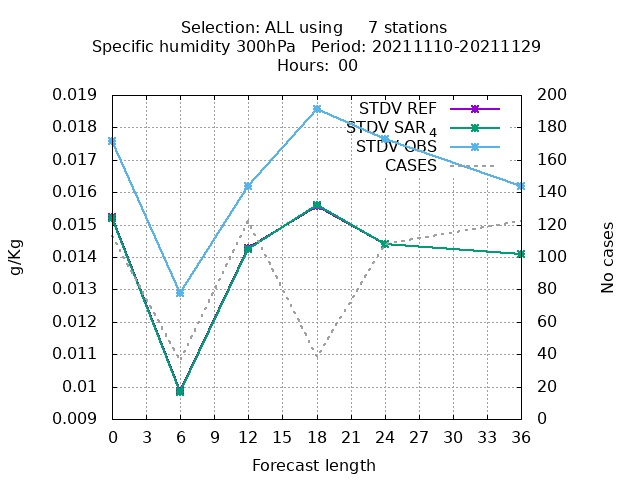 Selection: ALL using 7 stations
Specific humidity 300hPa Period: 20211110-20211129
Hours: 00
STDV REF
STDV SAR4
STDV OBS
CASES
0.019
0.018
0.017
0.016
0.015
0.014
0.013
0.012
0.011
0.01
0.009
g/Kg
200
180
160
140
120
100
80
60
40
20
0
No cases
0 3 6 9 12 15 18 21 24 27 30 33 36
Forecast length